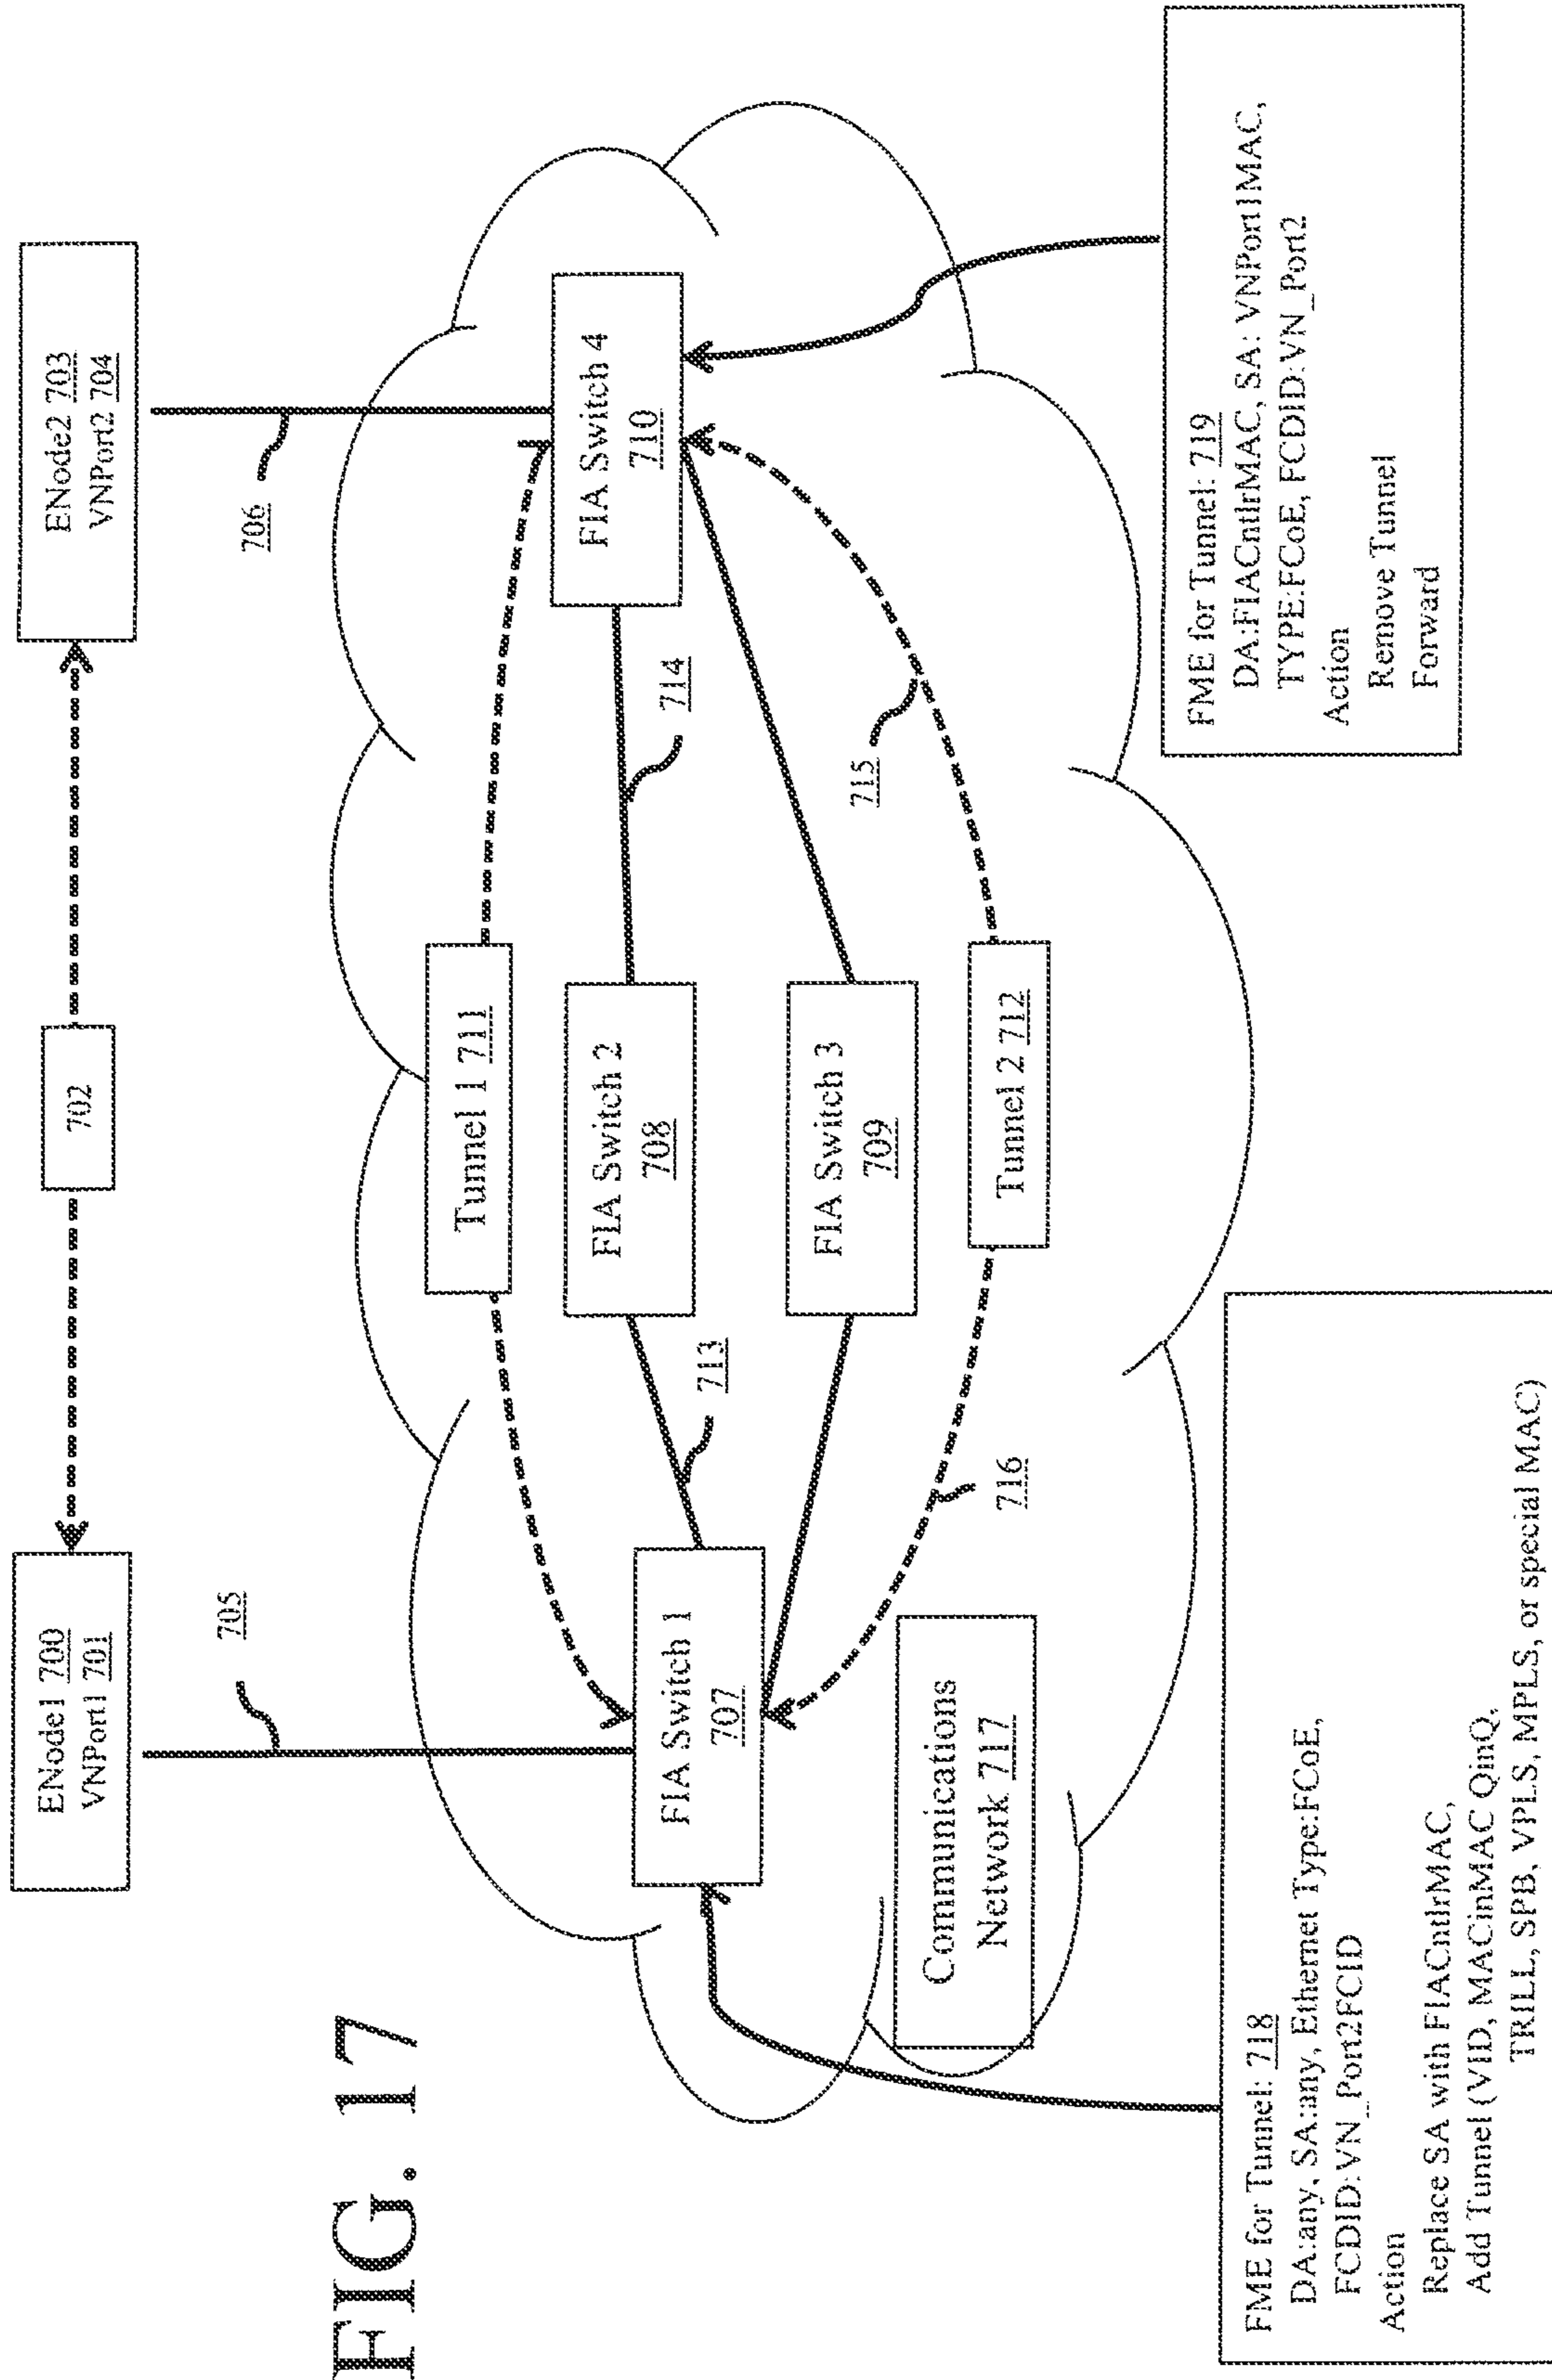 FIG. 17
ENode1 700
VNPort1 701
702
ENode2 703
VNPort2 704
705
706
Tunnel 1 711
FIA Switch 1
707
713
FIA Switch 2
708
714
FIA Switch 4
710
FIA Switch 3
709
715
716
Tunnel 2 712
Communications
Network 717
FME for Tunnel: 718
DA:any, SA:any, Ethernet Type:FCoE,
FCDID:VN_Port2FCID
Action
Replace SA with FIACntlrMAC,
Add Tunnel (VID, MACinMAC QinQ,
TRILL, SPB, VPLS, MPLS, or special MAC)
FME for Tunnel: 719
DA:FIACntlrMAC, SA: VNPort1MAC,
TYPE:FCoE, FCDID:VN_Port2
Action
Remove Tunnel
Forward